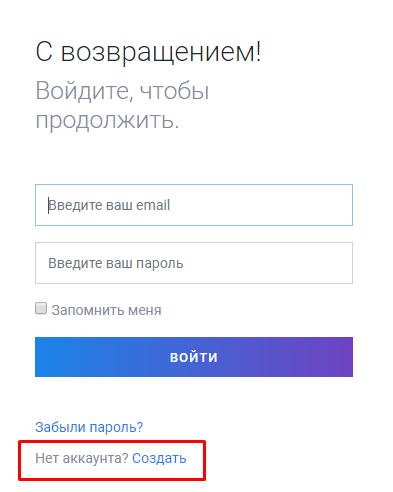 С возвращением!
Войдите, чтобы
продолжить.
Введите ваш email
Введите ваш пароль
Запомнить меня
ВОЙТИ
Забыли пароль?
Нет аккаунта? Создать